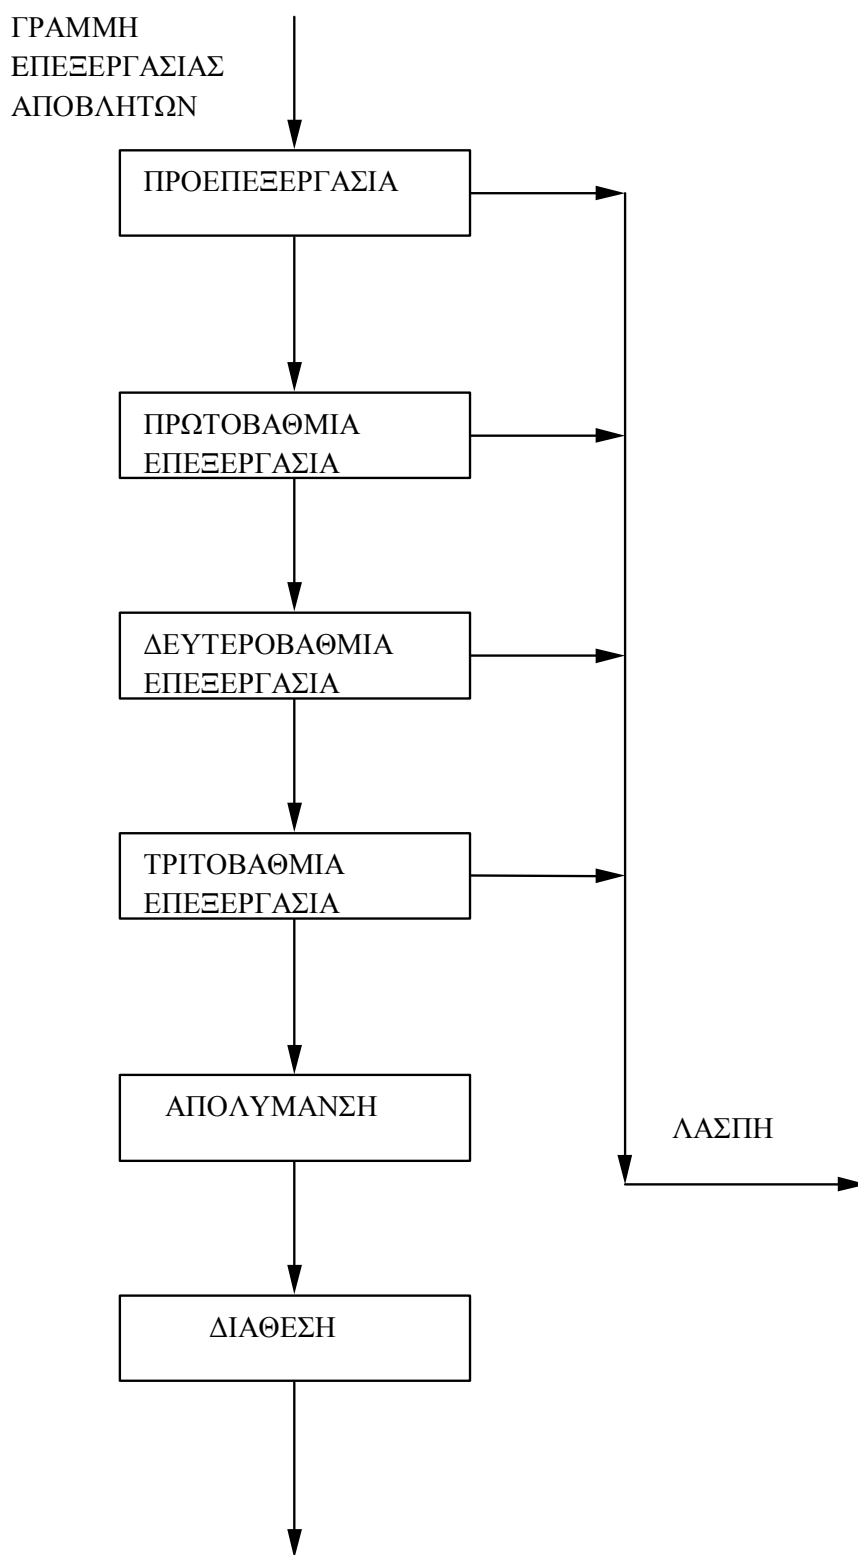 ΓΡΑΜΜΗ
ΕΠΕΞΕΡΓΑΣΙΑΣ
ΑΠΟΒΛΗΤΩΝ
ΠΡΟΕΠΕΞΕΡΓΑΣΙΑ
ΠΡΩΤΟΒΑΘΜΙΑ
ΕΠΕΞΕΡΓΑΣΙΑ
ΔΕΥΤΕΡΟΒΑΘΜΙΑ
ΕΠΕΞΕΡΓΑΣΙΑ
ΤΡΙΤΟΒΑΘΜΙΑ
ΕΠΕΞΕΡΓΑΣΙΑ
ΑΠΟΛΥΜΑΝΣΗ
ΛΑΣΠΗ
ΔΙΑΘΕΣΗ